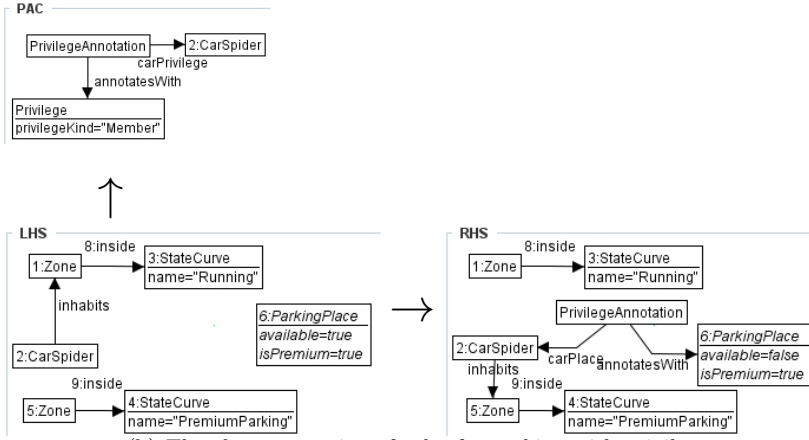 PAC
PrivilegeAnnotation
2:CarSpider
carPrivilege
annotatesWith
Privilege
privilegeKind="Member"
LHS
8:inside
1:Zone
3:StateCurve
name="Running"
inhabits
6:ParkingPlace
available=true
isPremium=true
2:CarSpider
9:inside
5:Zone
4:StateCurve
name="PremiumParking"
RHS
8:inside
1:Zone
3:StateCurve
name="Running"
PrivilegeAnnotation
2:CarSpider
carPlace
annotatesWith
6:ParkingPlace
available=false
isPremium=true
inhabits
9:inside
5:Zone
4:StateCurve
name="PremiumParking"